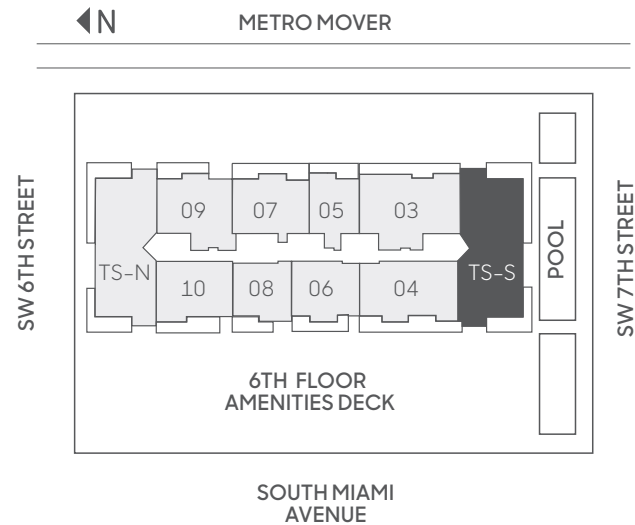 N
METRO MOVER
SW 6TH STREET
09
07
05
03
TS-N
TS-S
10
08
06
04
POOL
SW 7TH STREET
6TH FLOOR
AMENITIES DECK
SOUTH MIAMI
AVENUE